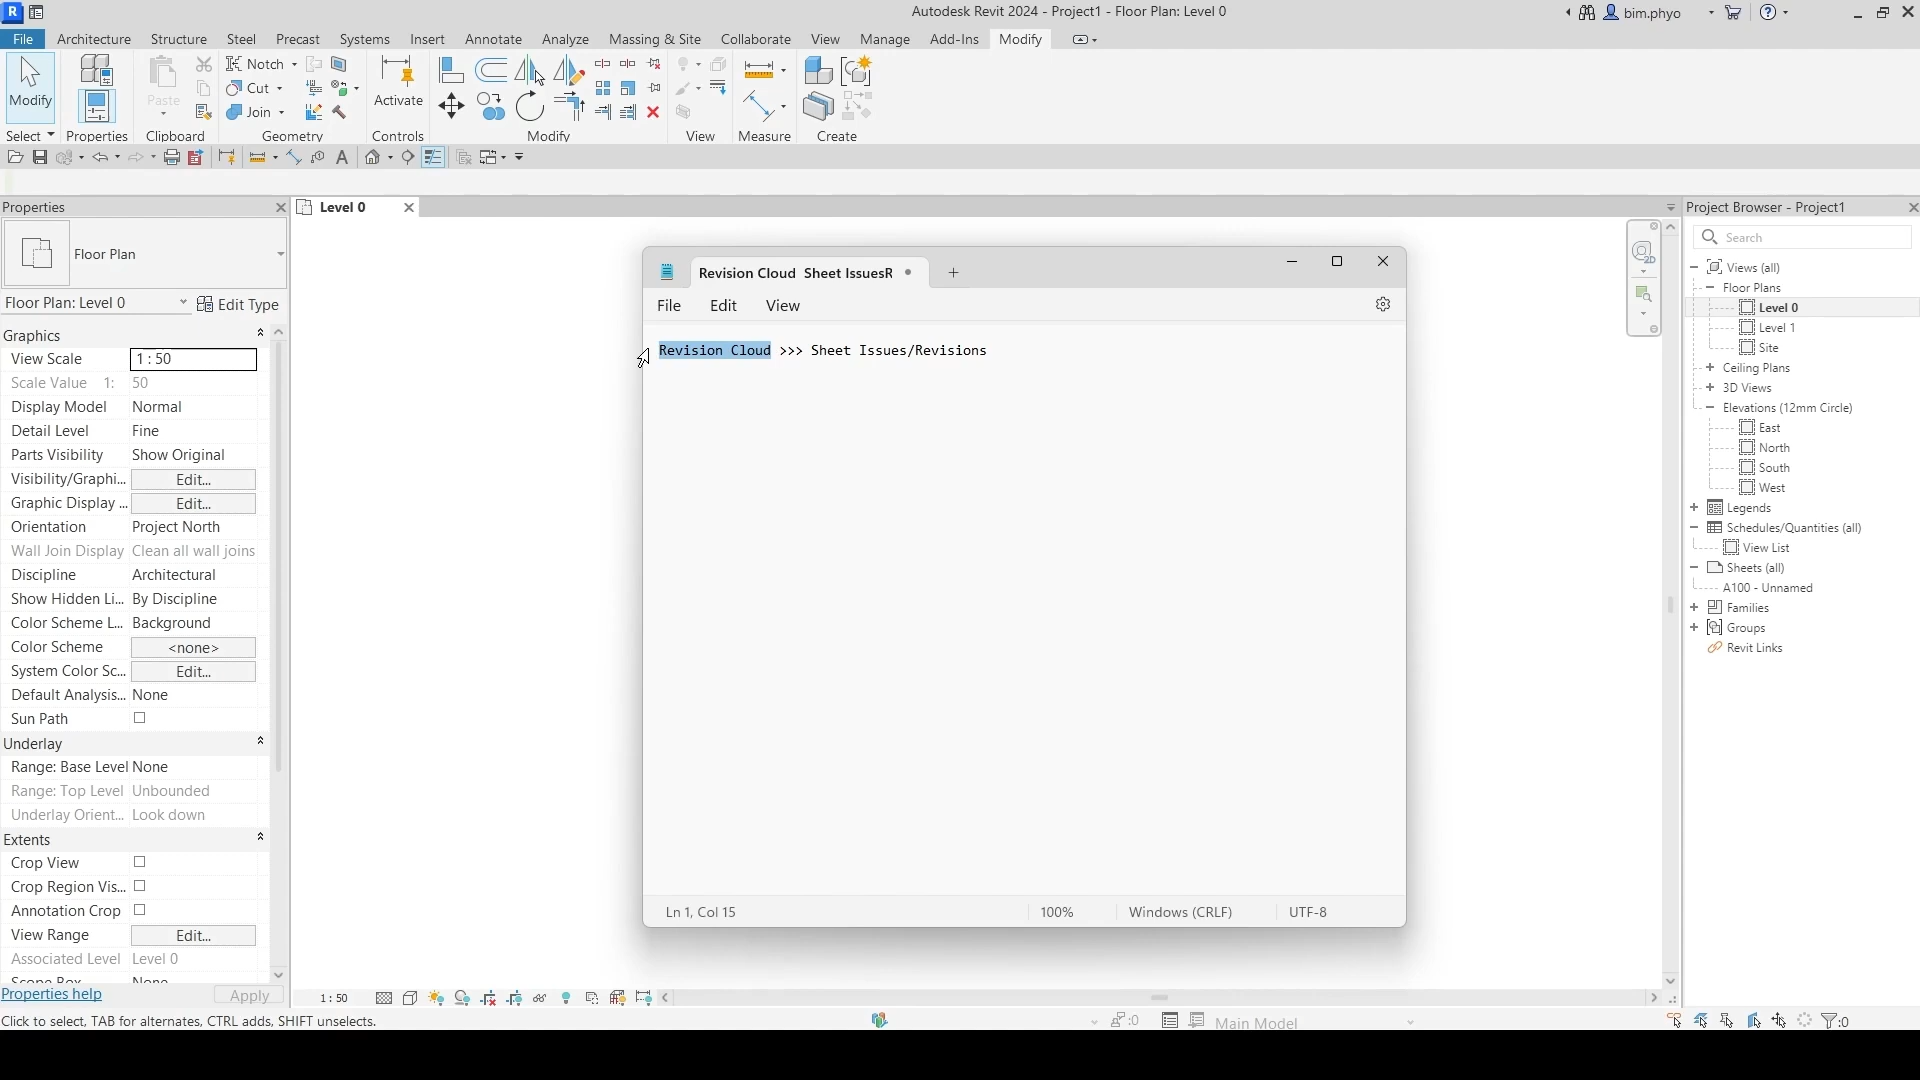 Autodesk Revit 2024 - Project1 - Floor Plan: Level 0
bim.phyo
File Architecture Structure Steel Precast Systems Insert Annotate Analyze Massing & Site Collaborate View Manage Add-Ins Modify
Modify
Paste
Notch
Cut
Join
Activate
Select Properties Clipboard Geometry Controls Modify View Measure Create
Properties
Floor Plan
Floor Plan: Level 0 Edit Type
Graphics
View Scale 1 : 50
Scale Value 1: 50
Display Model Normal
Detail Level Fine
Parts Visibility Show Original
Visibility/Graphi... Edit...
Graphic Display ... Edit...
Orientation Project North
Wall Join Display Clean all wall joins
Discipline Architectural
Show Hidden Li... By Discipline
Color Scheme L... Background
Color Scheme <none>
System Color Sc... Edit...
Default Analysis... None
Sun Path
Underlay
Range: Base Level None
Range: Top Level Unbounded
Underlay Orient... Look down
Extents
Crop View
Crop Region Vis...
Annotation Crop
View Range Edit...
Associated Level Level 0
Scope Box None
Properties help Apply
Level 0
Revision Cloud Sheet IssuesR
File Edit View
Revision Cloud >>> Sheet Issues/Revisions
Ln 1, Col 15 100% Windows (CRLF) UTF-8
Project Browser - Project1
Search
Views (all)
Floor Plans
Level 0
Level 1
Site
Ceiling Plans
3D Views
Elevations (12mm Circle)
East
North
South
West
Legends
Schedules/Quantities (all)
View List
Sheets (all)
A100 - Unnamed
Families
Groups
Revit Links
2D
1 : 50
Click to select, TAB for alternates, CTRL adds, SHIFT unselects.
:0
Main Model
:0